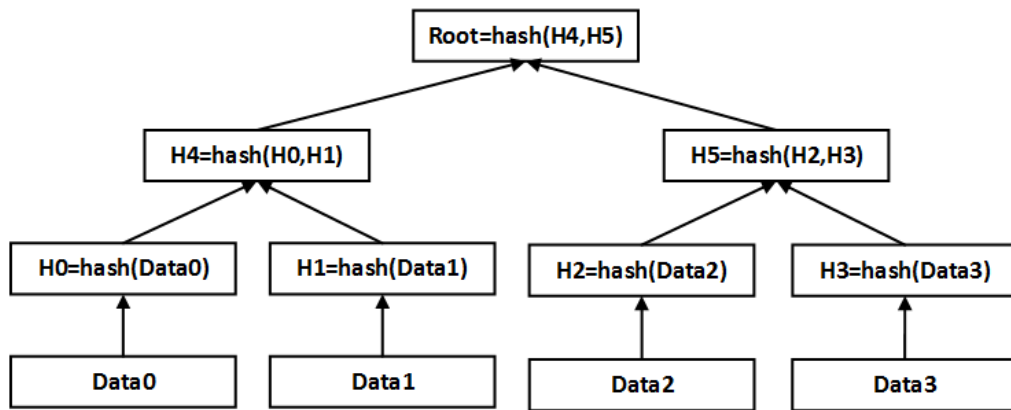 Root=hash(H4,H5)
H4=hash(H0,H1)
H5=hash(H2,H3)
H0=hash(Data0)
H1=hash(Data1)
H2=hash(Data2)
H3=hash(Data3)
Data0
Data1
Data2
Data3